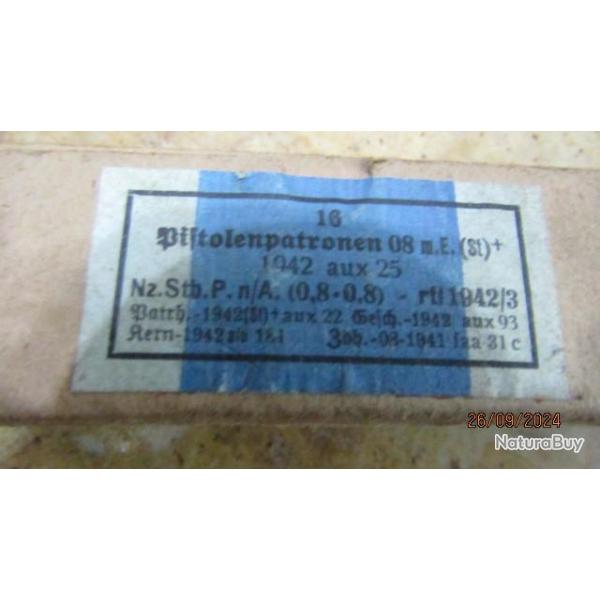 16
Pistolenpatronen 08 m.E. (St)+
1942 aux 25
Nz.Stb.P. n/A. (0,8·0,8) - rtl 1942/3
Patrh.-1942(St)+aux 22 Gesch.-1942 aux 93
Kern-1942 181 Zdh.-08-1941 faa 31 c
26/09/2024
NaturaBuy